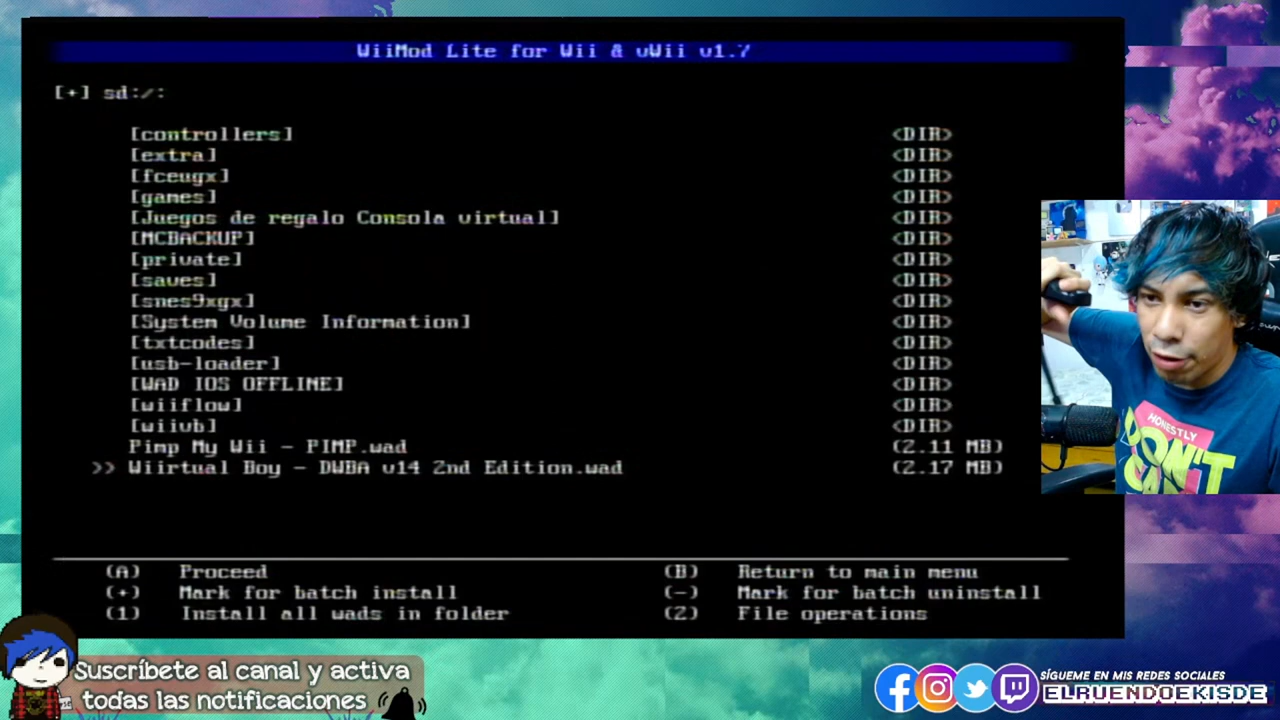 WiiMod Lite for Wii & vWii v1.7
[+] sd:/:
[controllers] <DIR>
[extra] <DIR>
[fceugx] <DIR>
[games] <DIR>
[Juegos de regalo Consola virtual] <DIR>
[MCBACKUP] <DIR>
[private] <DIR>
[saves] <DIR>
[snes9xgx] <DIR>
[System Volume Information] <DIR>
[txtcodes] <DIR>
[usb-loader] <DIR>
[WAD IOS OFFLINE] <DIR>
[wiiflow] <DIR>
[wiivb] <DIR>
Pimp My Wii - PIMP.wad (2.11 MB)
>> Wiirtual Boy - DWBA v14 2nd Edition.wad (2.17 MB)
(A) Proceed (B) Return to main menu
(+) Mark for batch install (-) Mark for batch uninstall
(1) Install all wads in folder (2) File operations
HONESTLY
DON'T
Suscríbete al canal y activa
todas las notificaciones
SÍGUEME EN MIS REDES SOCIALES
ELRUENDOEKISDE